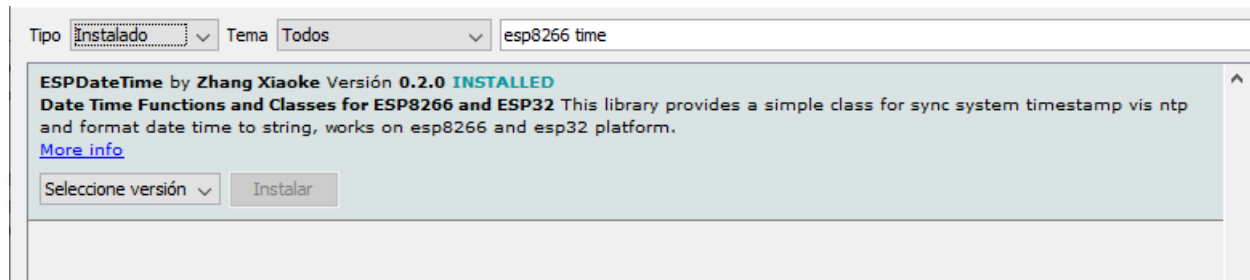 Tipo Instalado Tema Todos esp8266 time
ESPDateTime by Zhang Xiaoke Versión 0.2.0 INSTALLED
Date Time Functions and Classes for ESP8266 and ESP32 This library provides a simple class for sync system timestamp vis ntp
and format date time to string, works on esp8266 and esp32 platform.
More info
Seleccione versión Instalar